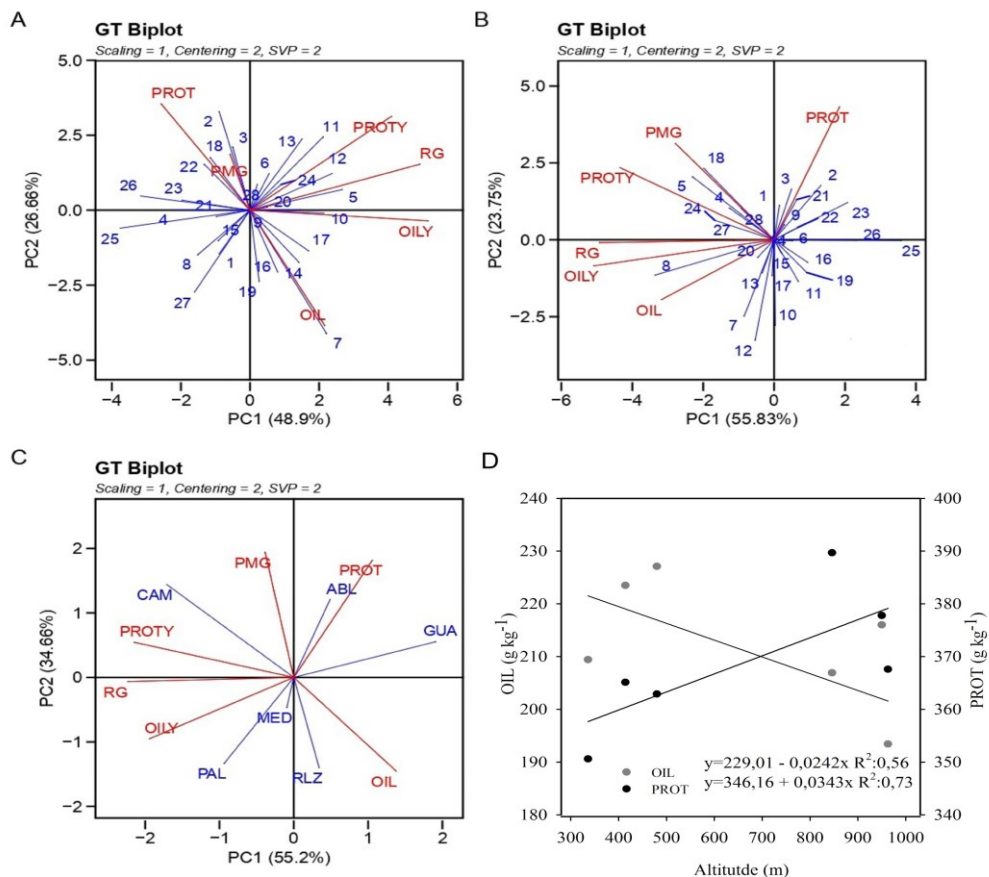 A
GT Biplot
Scaling = 1, Centering = 2, SVP = 2
PC2 (26.66%)
5.0
2.5
0.0
−2.5
−5.0
PROT
2
3
18
22
PMG
6
13
11
PROTY
12
RG
24
28
20
5
26
23
21
4
9
10
OILY
25
15
17
8
1
16
14
27
19
OIL
7
−4
−2
0
2
4
6
PC1 (48.9%)
B
GT Biplot
Scaling = 1, Centering = 2, SVP = 2
PC2 (23.75%)
5.0
2.5
0.0
−2.5
PROT
PMG
18
PROTY
5
4
1
3
2
21
24
28
9
22
23
27
4
6
26
RG
20
25
OILY
8
15
16
13
17
19
OIL
11
7
10
12
−6
−4
−2
0
2
4
PC1 (55.83%)
C
GT Biplot
Scaling = 1, Centering = 2, SVP = 2
PC2 (34.66%)
2
1
0
−1
−2
PMG
PROT
CAM
ABL
PROTY
GUA
RG
MED
OILY
PAL
RLZ
OIL
−2
−1
0
1
2
PC1 (55.2%)
D
OIL (g kg-1)
240
230
220
210
200
190
180
PROT (g kg-1)
400
390
380
370
360
350
340
OIL y=229,01 - 0,0242x R2:0,56
PROT y=346,16 + 0,0343x R2:0,73
300
400
500
600
700
800
900
1000
Altitutde (m)